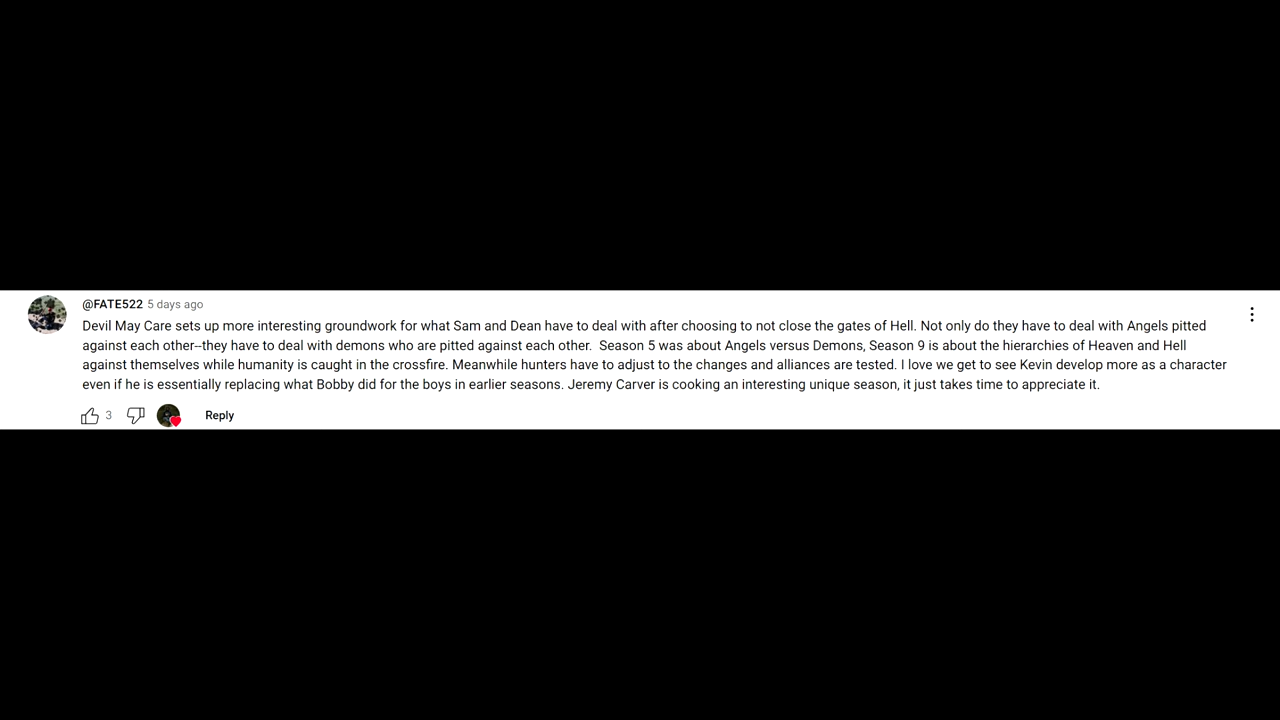 @FATE522 5 days ago
Devil May Care sets up more interesting groundwork for what Sam and Dean have to deal with after choosing to not close the gates of Hell. Not only do they have to deal with Angels pitted
against each other--they have to deal with demons who are pitted against each other.  Season 5 was about Angels versus Demons, Season 9 is about the hierarchies of Heaven and Hell
against themselves while humanity is caught in the crossfire. Meanwhile hunters have to adjust to the changes and alliances are tested. I love we get to see Kevin develop more as a character
even if he is essentially replacing what Bobby did for the boys in earlier seasons. Jeremy Carver is cooking an interesting unique season, it just takes time to appreciate it.
3 Reply